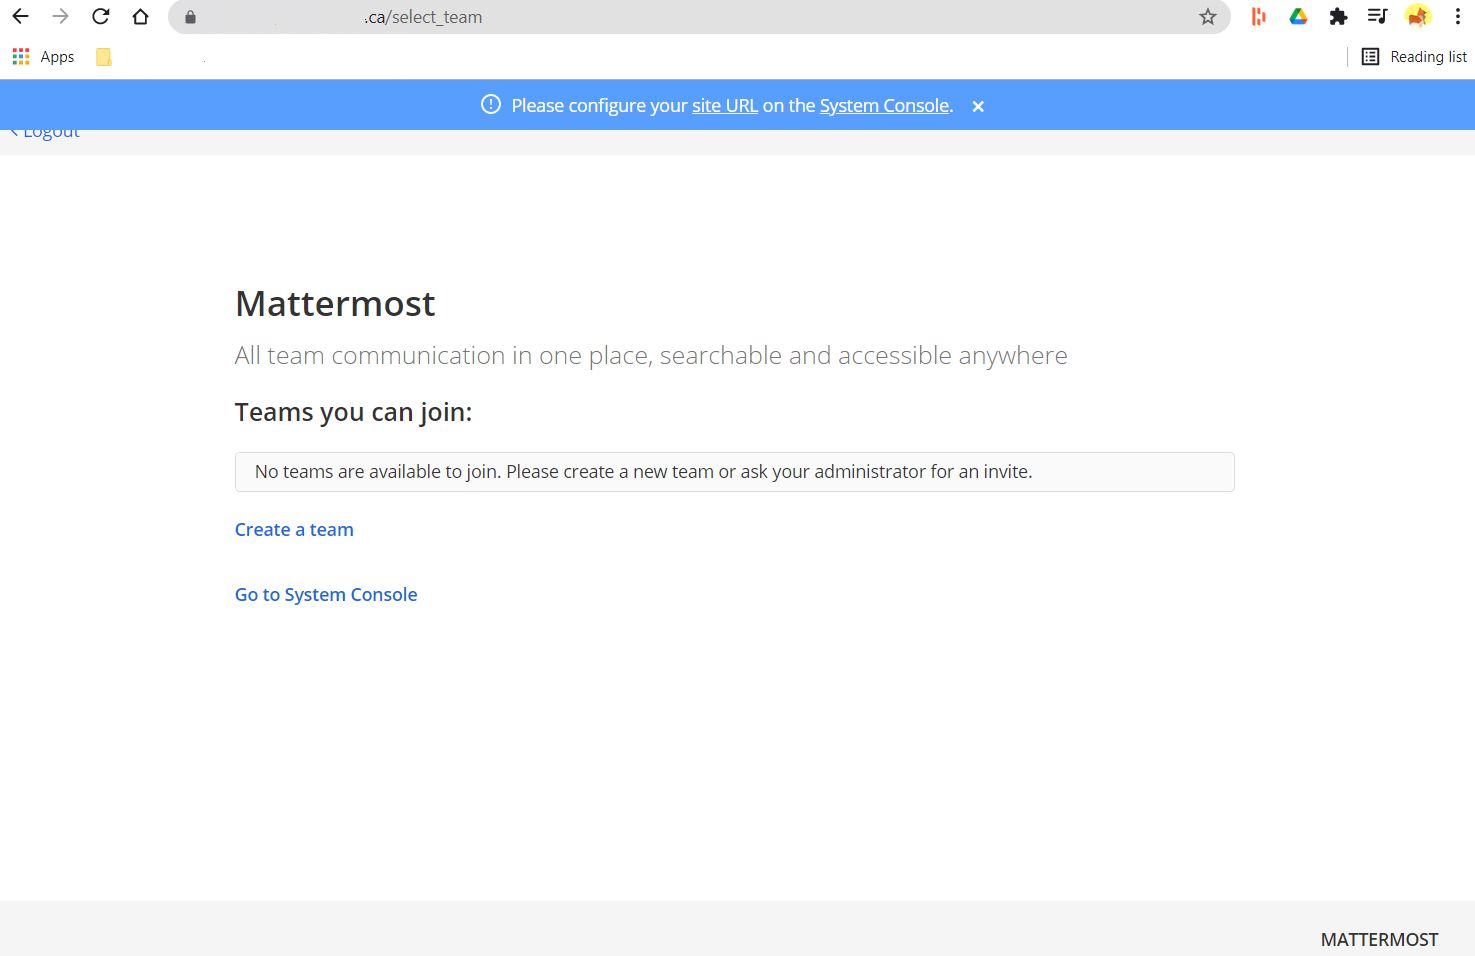 .ca/select_team
Apps
Reading list
Please configure your site URL on the System Console.
Logout
Mattermost
All team communication in one place, searchable and accessible anywhere
Teams you can join:
No teams are available to join. Please create a new team or ask your administrator for an invite.
Create a team
Go to System Console
MATTERMOST